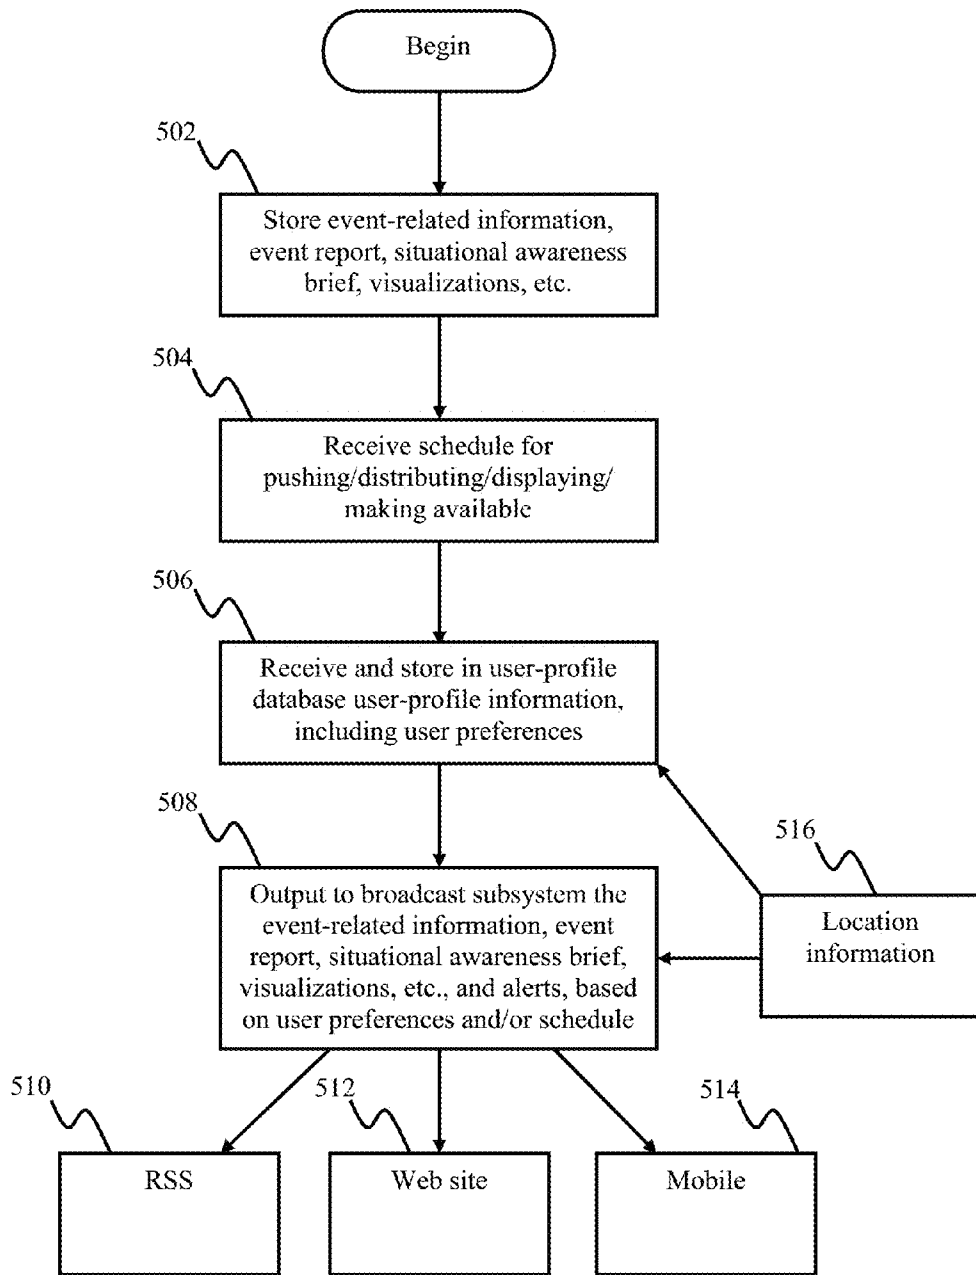 Begin
502
Store event-related information,
event report, situational awareness
brief, visualizations, etc.
504
Receive schedule for
pushing/distributing/displaying/
making available
506
Receive and store in user-profile
database user-profile information,
including user preferences
508
516
Output to broadcast subsystem the
event-related information, event
report, situational awareness brief,
visualizations, etc., and alerts, based
on user preferences and/or schedule
Location
information
510
512
514
RSS
Web site
Mobile